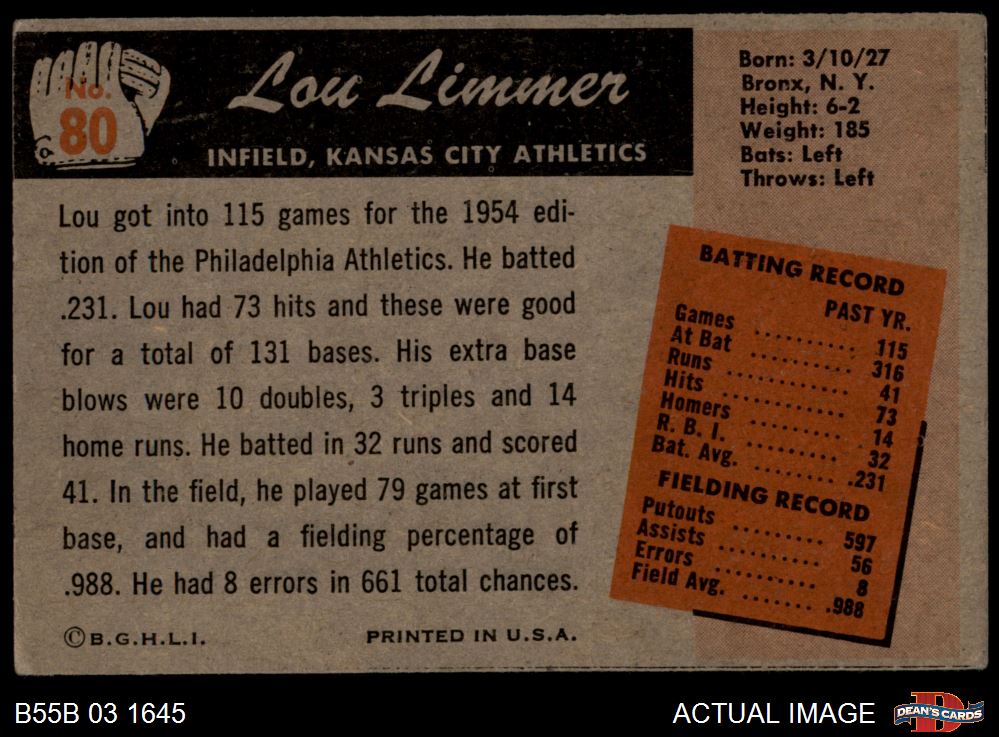 No.
80
Lou Limmer
INFIELD, KANSAS CITY ATHLETICS
Born: 3/10/27
Bronx, N. Y.
Height: 6-2
Weight: 185
Bats: Left
Throws: Left
Lou got into 115 games for the 1954 edi-
tion of the Philadelphia Athletics. He batted
.231. Lou had 73 hits and these were good
for a total of 131 bases. His extra base
blows were 10 doubles, 3 triples and 14
home runs. He batted in 32 runs and scored
41. In the field, he played 79 games at first
base, and had a fielding percentage of
.988. He had 8 errors in 661 total chances.
BATTING RECORD
PAST YR.
Games .......... 115
At Bat .......... 316
Runs .......... 41
Hits .......... 73
Homers .......... 14
R. B. I. .......... 32
Bat. Avg. ........ .231
FIELDING RECORD
Putouts .......... 597
Assists .......... 56
Errors .......... 8
Field Avg. ........ .988
©B.G.H.L.I.
PRINTED IN U.S.A.
B55B 03 1645
ACTUAL IMAGE
DEAN'S CARDS